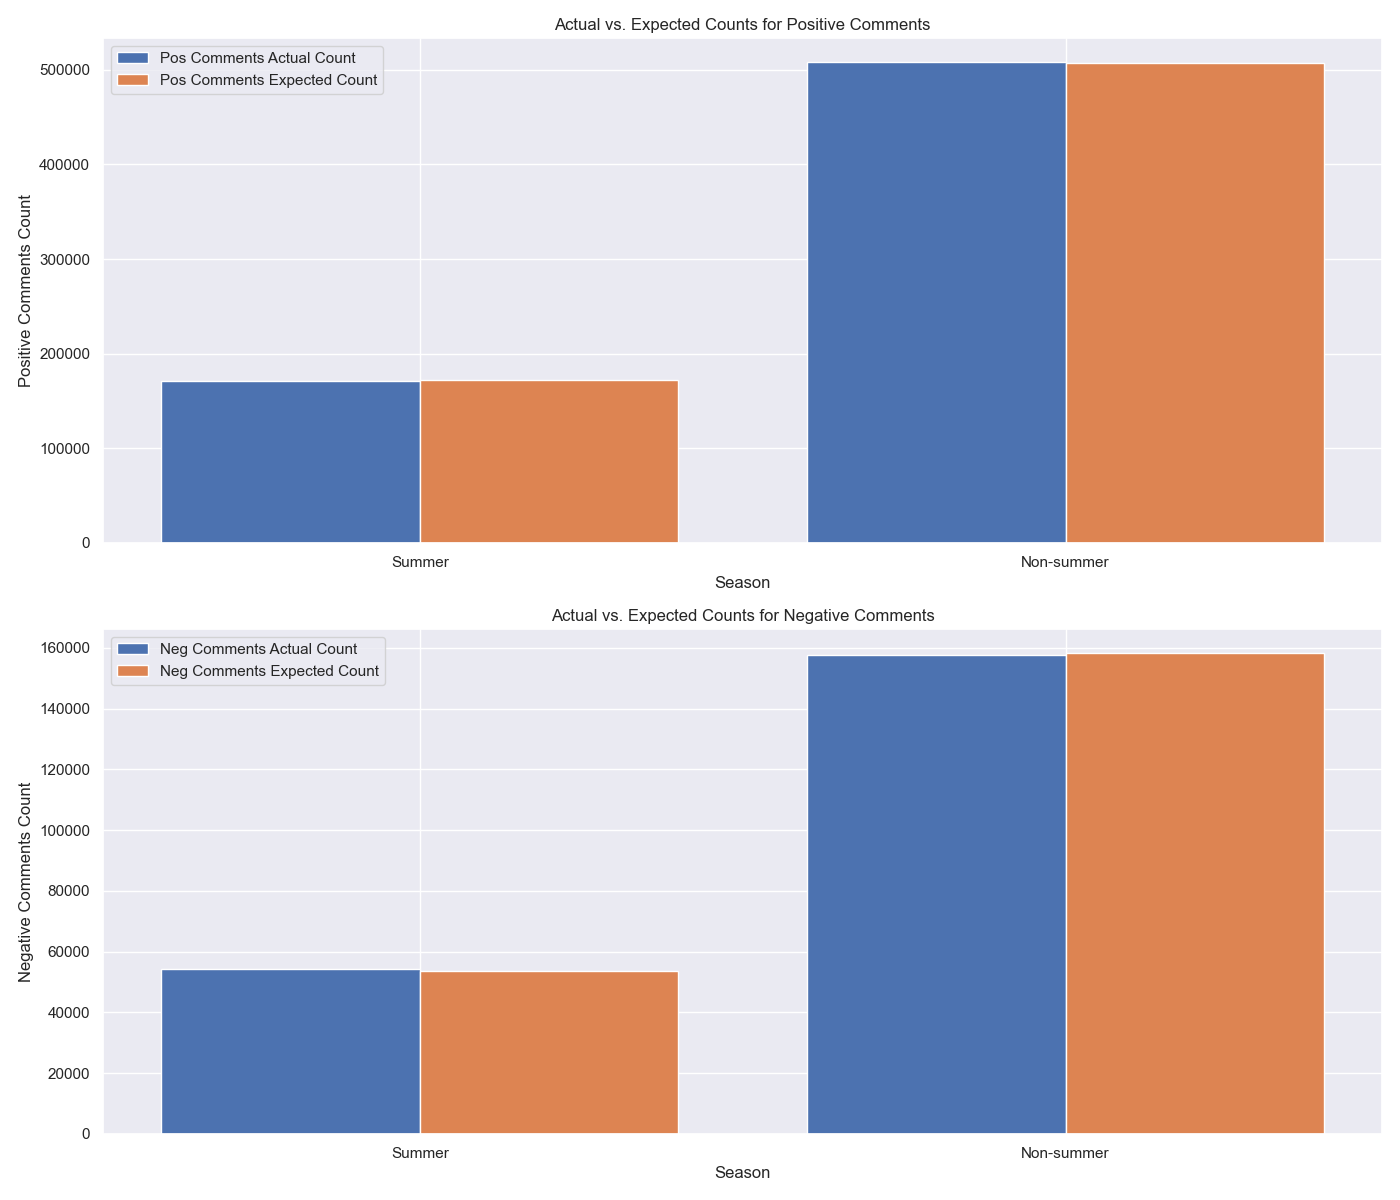 Actual vs. Expected Counts for Positive Comments
Pos Comments Actual Count
Pos Comments Expected Count
Positive Comments Count
500000
400000
300000
200000
100000
0
Summer
Non-summer
Season
Actual vs. Expected Counts for Negative Comments
Neg Comments Actual Count
Neg Comments Expected Count
Negative Comments Count
160000
140000
120000
100000
80000
60000
40000
20000
0
Summer
Non-summer
Season